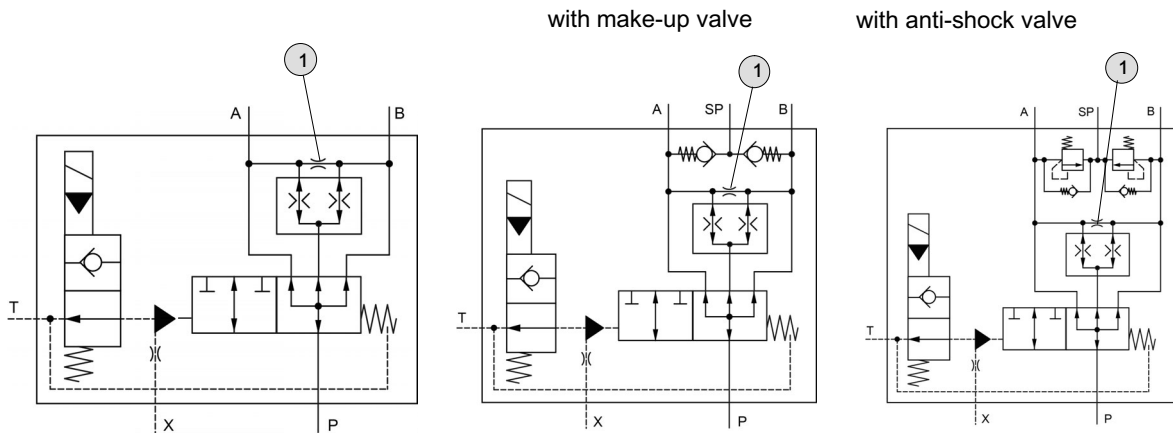 with make-up valve
with anti-shock valve
1
1
1
A
B
A
SP
B
A
SP
B
T
T
T
X
P
X
P
X
P